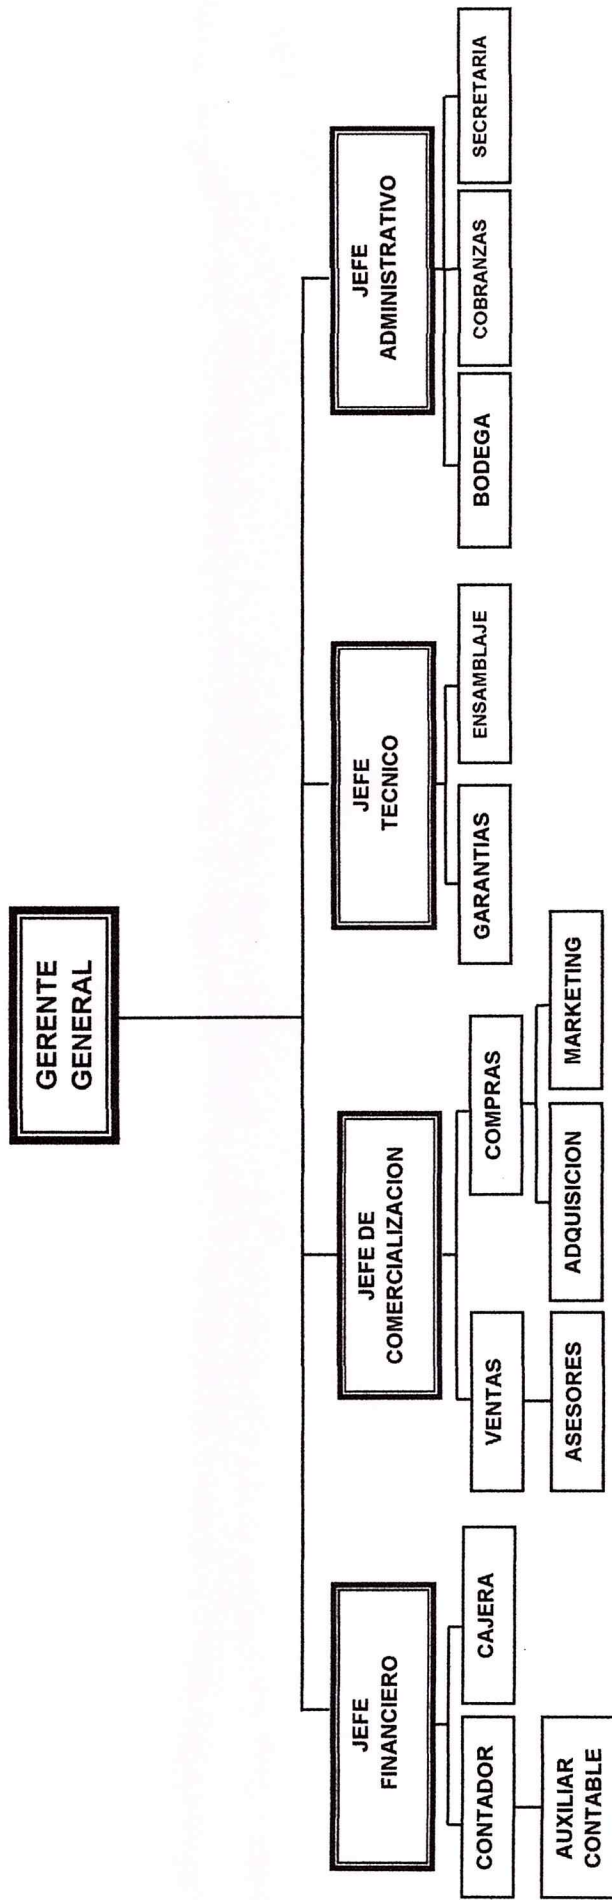 GERENTE
GENERAL
JEFE
FINANCIERO
JEFE DE
COMERCIALIZACION
JEFE
TECNICO
JEFE
ADMINISTRATIVO
CONTADOR
CAJERA
VENTAS
COMPRAS
GARANTIAS
ENSAMBLAJE
BODEGA
COBRANZAS
SECRETARIA
AUXILIAR
CONTABLE
ASESORES
ADQUISICION
MARKETING